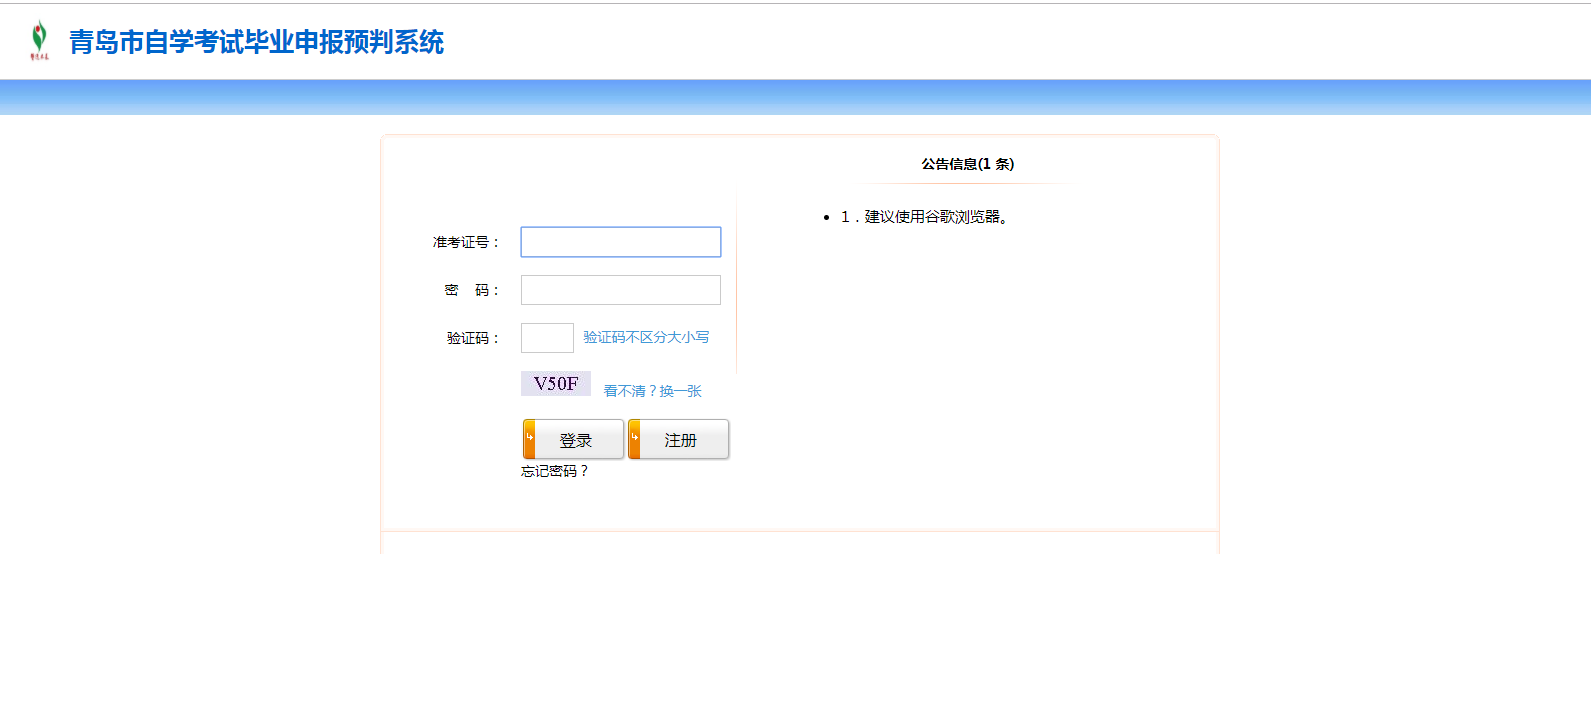 青岛市自学考试毕业申报预判系统
公告信息(1 条)
1．建议使用谷歌浏览器。
准考证号：
密 码：
验证码： 验证码不区分大小写
V50F 看不清？换一张
登录 注册
忘记密码？